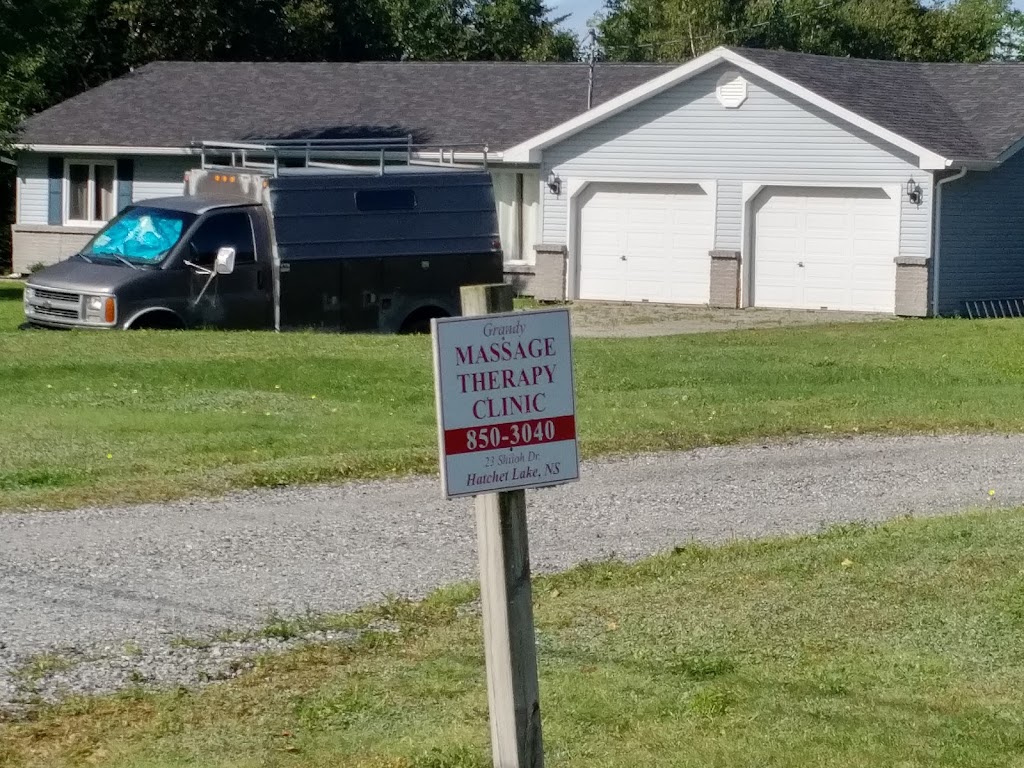 Grandy
MASSAGE
THERAPY
CLINIC
850-3040
23 Shiloh Dr.
Hatchet Lake, NS